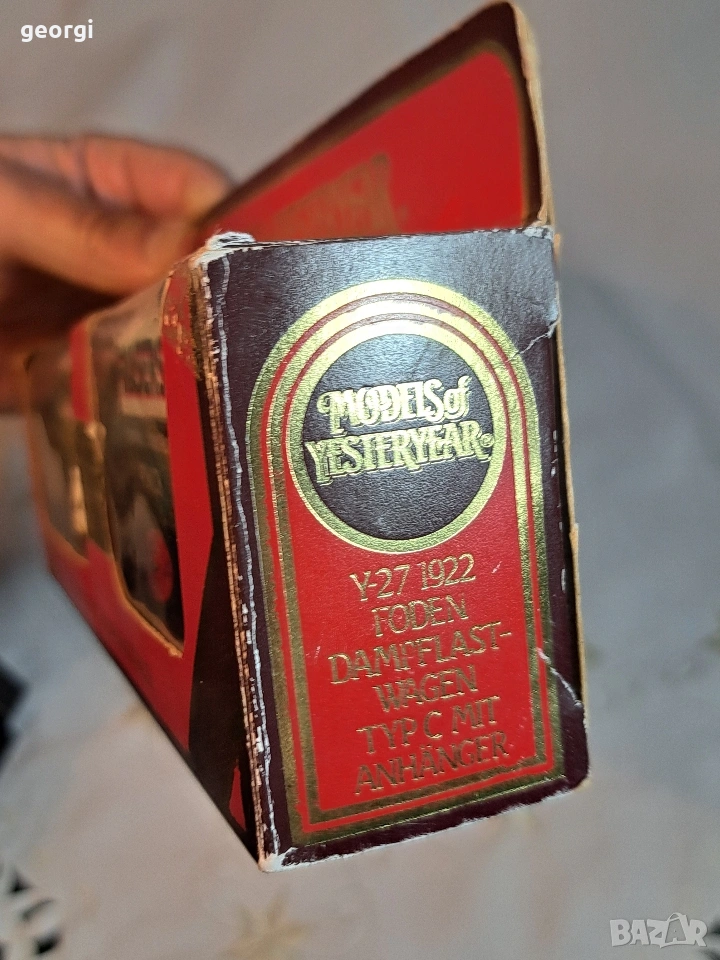 georgi
MODELS of
YESTERYEAR®
Y-27 1922
FODEN
DAMPFLAST-
WAGEN
TYP C MIT
ANHÄNGER
BAZAR